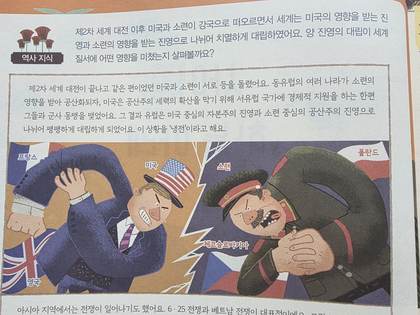 제2차 세계 대전 이후 미국과 소련이 강국으로 떠오르면서 세계는 미국의 영향을 받는 진
영과 소련의 영향을 받는 진영으로 나뉘어 치열하게 대립하였어요. 양 진영의 대립이 세계
질서에 어떤 영향을 미쳤는지 살펴볼까요?
역사 지식
제2차 세계 대전이 끝나고 같은 편이었던 미국과 소련이 서로 등을 돌렸어요. 동유럽의 여러 나라가 소련의
영향을 받아 공산화되자, 미국은 공산주의 세력의 확산을 막기 위해 서유럽 국가에 경제적 지원을 하는 한편
그들과 군사 동맹을 맺었어요. 그 결과 유럽은 미국 중심의 자본주의 진영과 소련 중심의 공산주의 진영으로
나뉘어 팽팽하게 대립하게 되었어요. 이 상황을 '냉전'이라고 해요.
프랑스
미국
소련
폴란드
체코슬로바키아
영국
아시아 지역에서는 전쟁이 일어나기도 했어요. 6·25 전쟁과 베트남 전쟁이 대표적이에요.